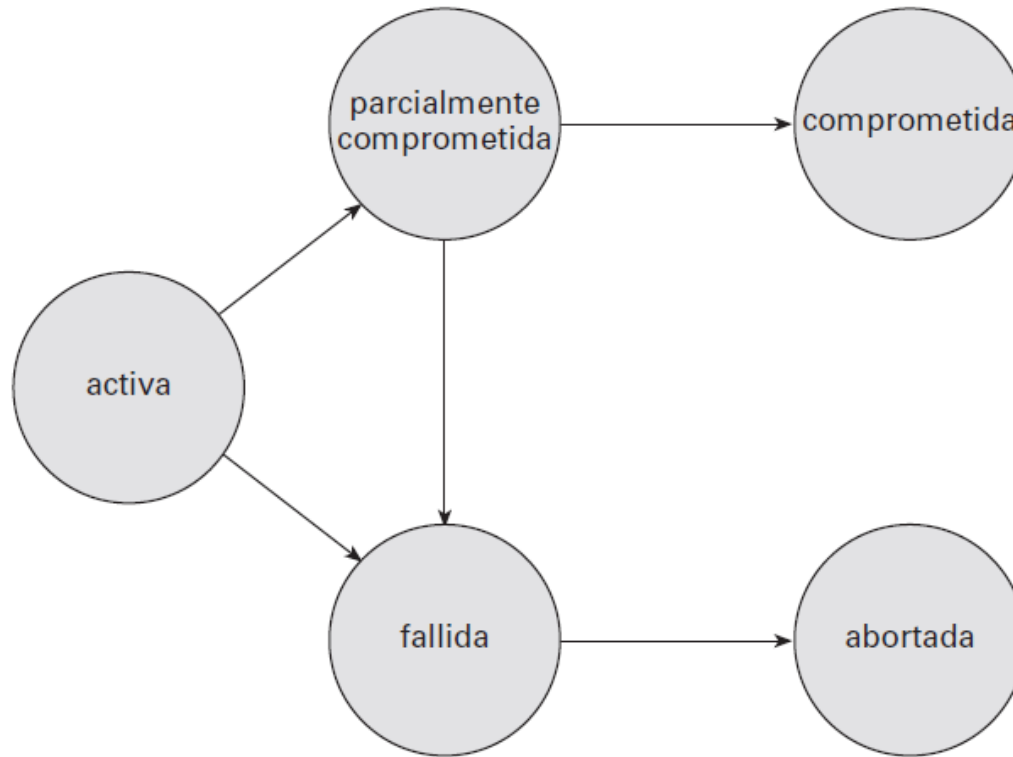 parcialmente
comprometida
comprometida
activa
fallida
abortada